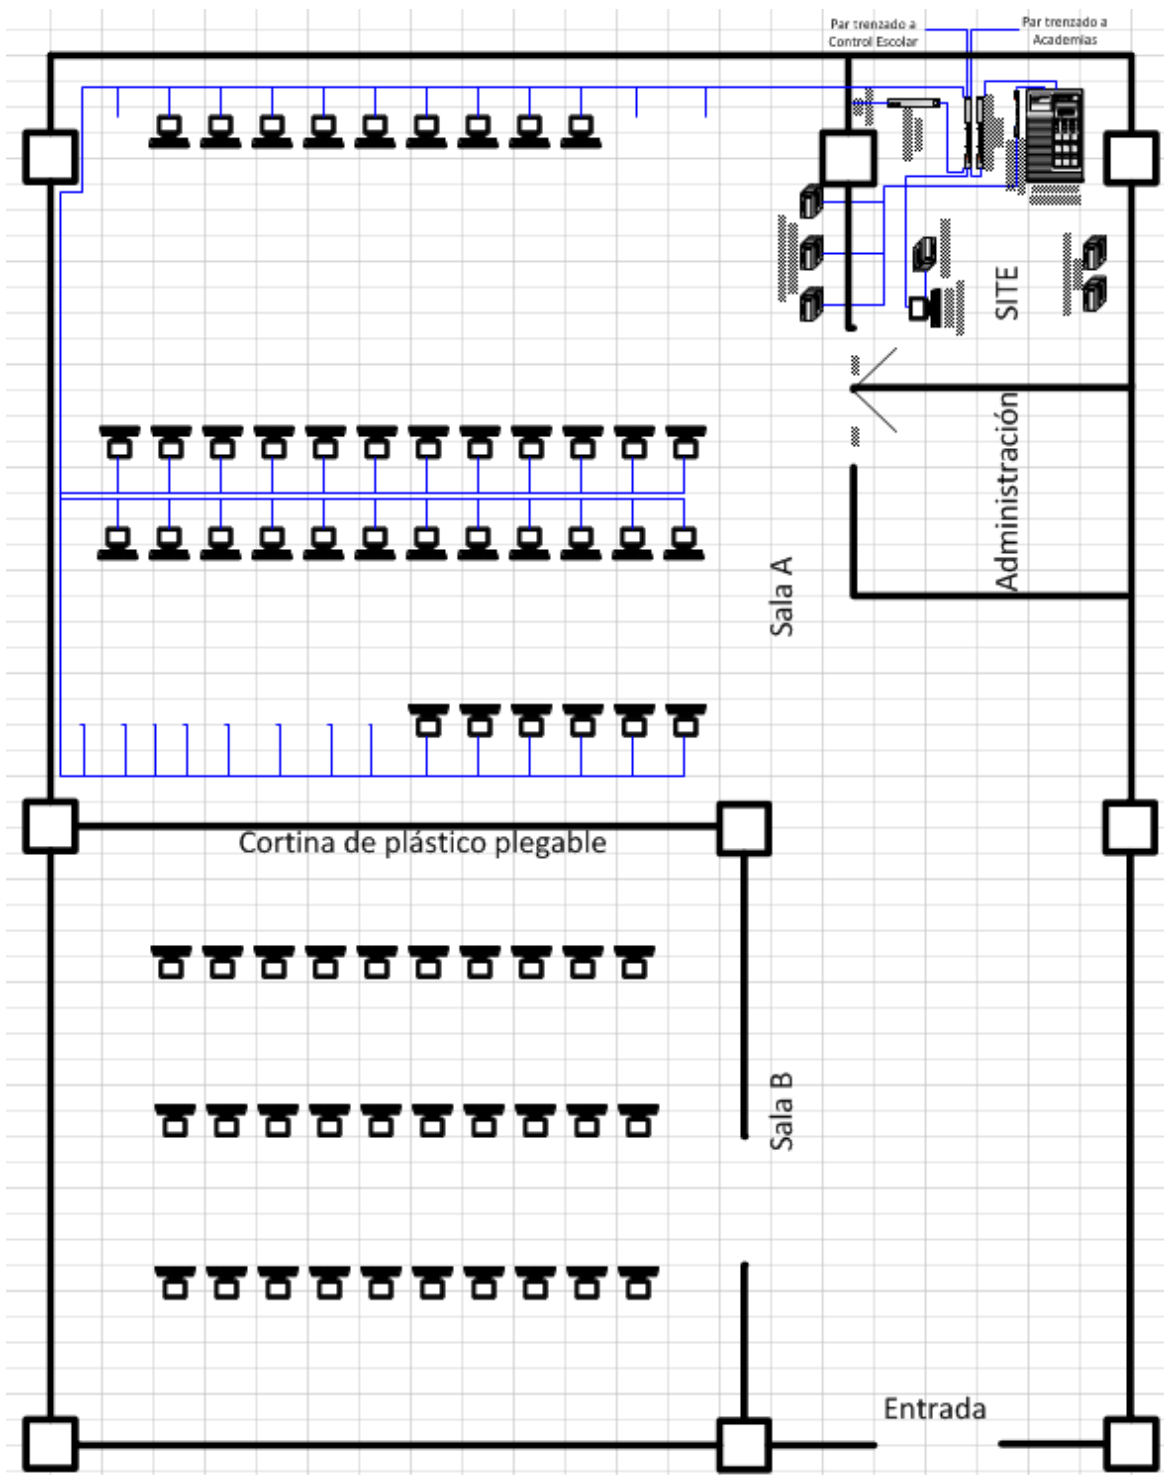 Par trenzado a
Control Escolar
Par trenzado a
Academias
SITE
Administración
Sala A
Cortina de plástico plegable
Sala B
Entrada